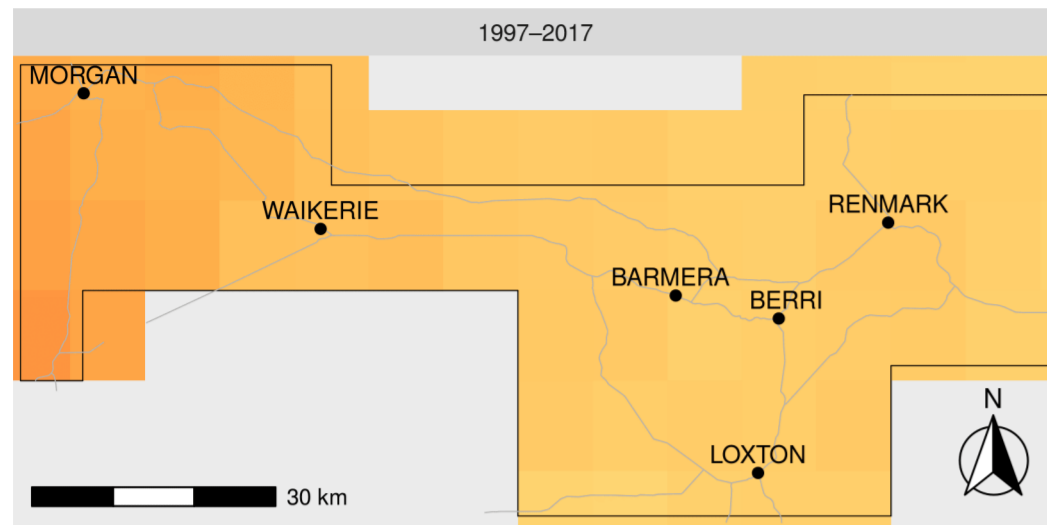 1997–2017
MORGAN
WAIKERIE
RENMARK
BARMERA
BERRI
LOXTON
N
30 km